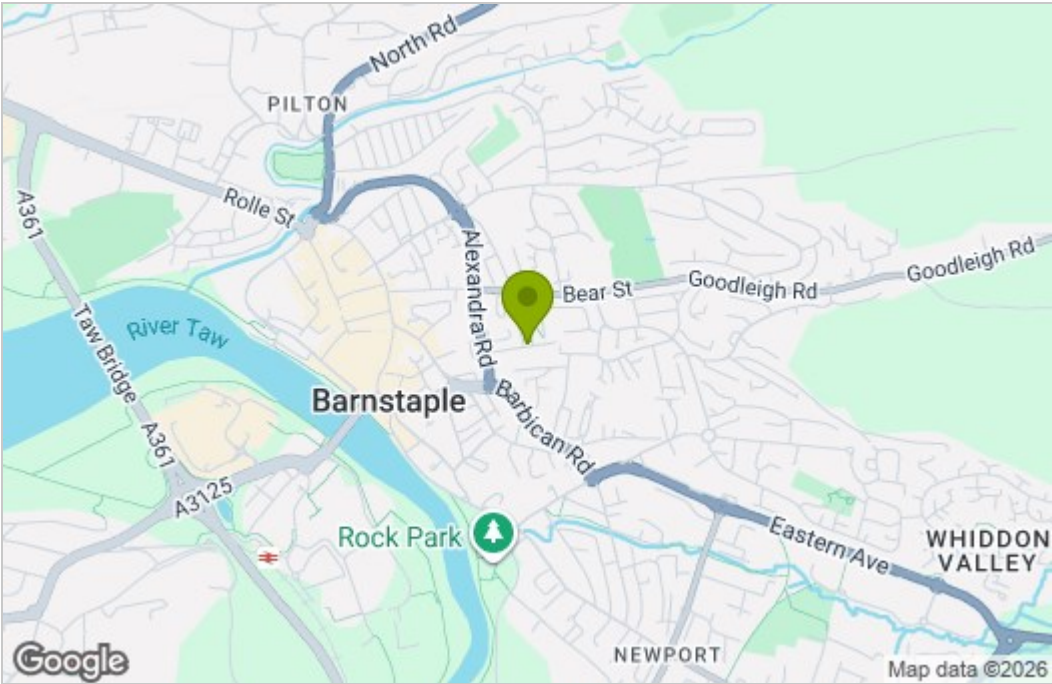 North Rd
PILTON
Rolle St
A361
Alexandra Rd
Goodleigh Rd
Bear St
Goodleigh Rd
River Taw
Taw Bridge
A361
Barnstaple
Barbican Rd
A3125
Rock Park
Eastern Ave
WHIDDON
VALLEY
NEWPORT
Google
Map data ©2026